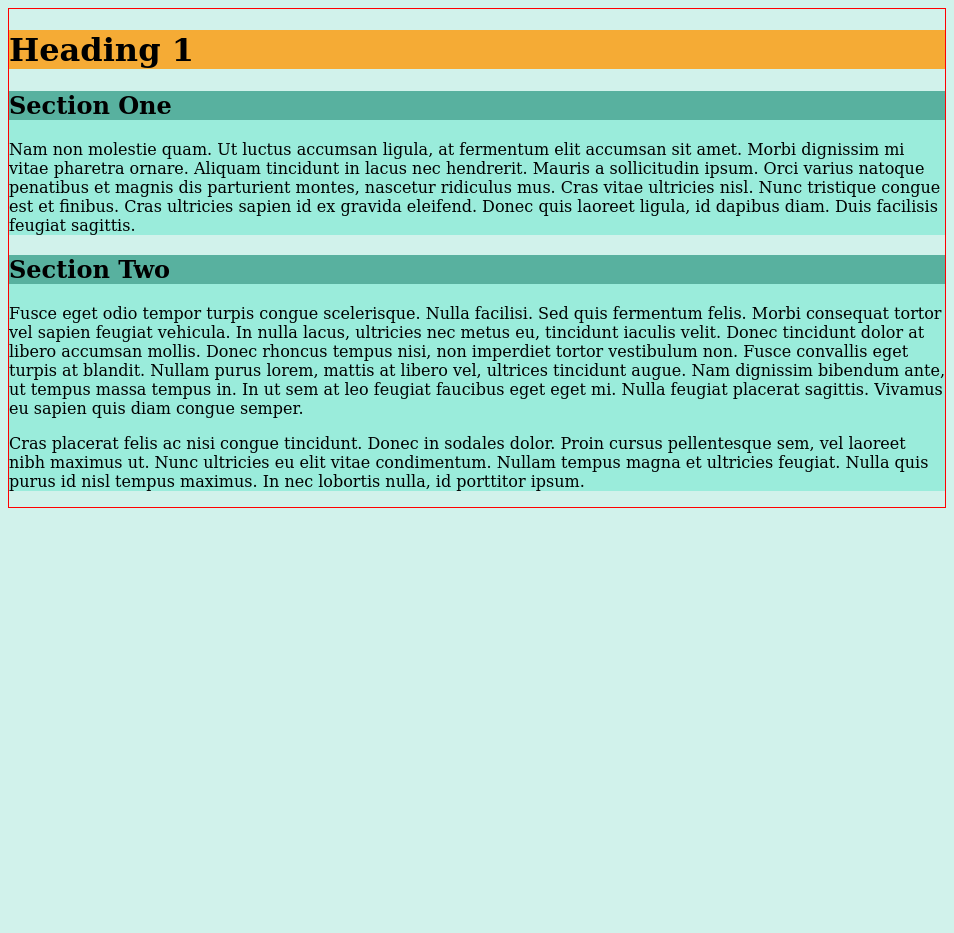 Heading 1
Section One
Nam non molestie quam. Ut luctus accumsan ligula, at fermentum elit accumsan sit amet. Morbi dignissim mi
vitae pharetra ornare. Aliquam tincidunt in lacus nec hendrerit. Mauris a sollicitudin ipsum. Orci varius natoque
penatibus et magnis dis parturient montes, nascetur ridiculus mus. Cras vitae ultricies nisl. Nunc tristique congue
est et finibus. Cras ultricies sapien id ex gravida eleifend. Donec quis laoreet ligula, id dapibus diam. Duis facilisis
feugiat sagittis.
Section Two
Fusce eget odio tempor turpis congue scelerisque. Nulla facilisi. Sed quis fermentum felis. Morbi consequat tortor
vel sapien feugiat vehicula. In nulla lacus, ultricies nec metus eu, tincidunt iaculis velit. Donec tincidunt dolor at
libero accumsan mollis. Donec rhoncus tempus nisi, non imperdiet tortor vestibulum non. Fusce convallis eget
turpis at blandit. Nullam purus lorem, mattis at libero vel, ultrices tincidunt augue. Nam dignissim bibendum ante,
ut tempus massa tempus in. In ut sem at leo feugiat faucibus eget eget mi. Nulla feugiat placerat sagittis. Vivamus
eu sapien quis diam congue semper.
Cras placerat felis ac nisi congue tincidunt. Donec in sodales dolor. Proin cursus pellentesque sem, vel laoreet
nibh maximus ut. Nunc ultricies eu elit vitae condimentum. Nullam tempus magna et ultricies feugiat. Nulla quis
purus id nisl tempus maximus. In nec lobortis nulla, id porttitor ipsum.